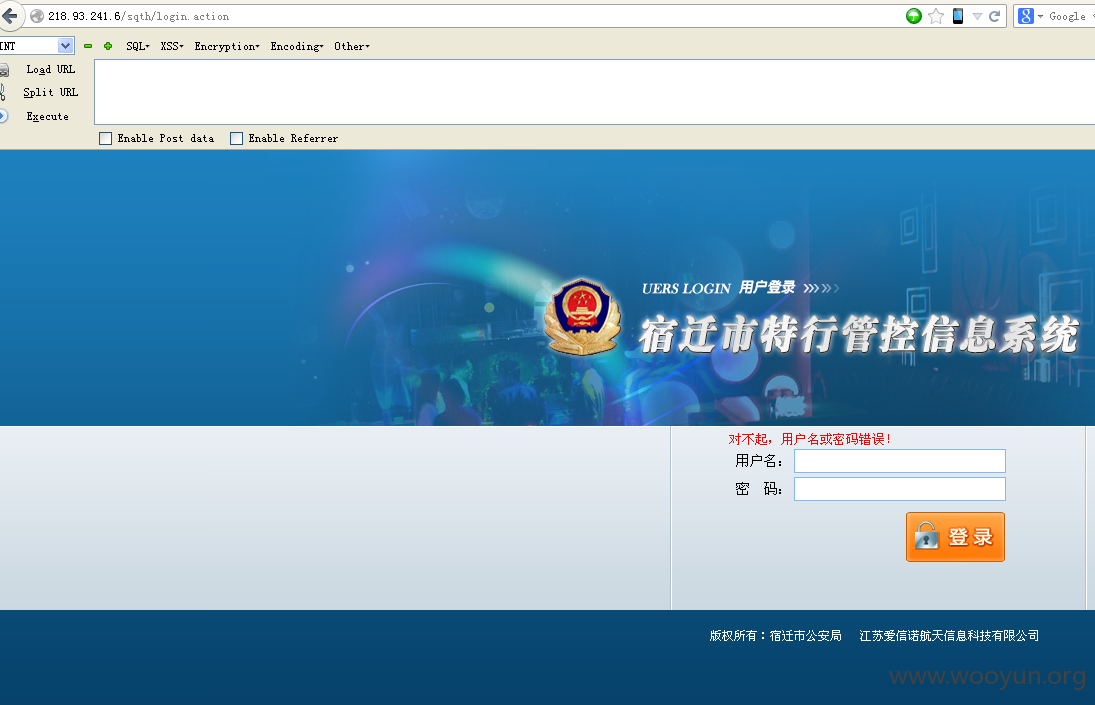 218.93.241.6/sqth/login.action
Google
INT
SQL XSS Encryption Encoding Other
Load URL
Split URL
Execute
Enable Post data Enable Referrer
UERS LOGIN 用户登录
宿迁市特行管控信息系统
对不起，用户名或密码错误！
用户名：
密 码：
登录
版权所有：宿迁市公安局 江苏爱信诺航天信息科技有限公司
www.wooyun.org